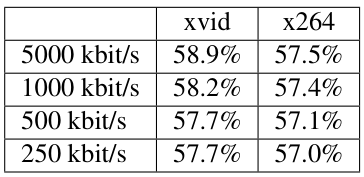 xvid x264
5000 kbit/s 58.9% 57.5%
1000 kbit/s 58.2% 57.4%
500 kbit/s 57.7% 57.1%
250 kbit/s 57.7% 57.0%